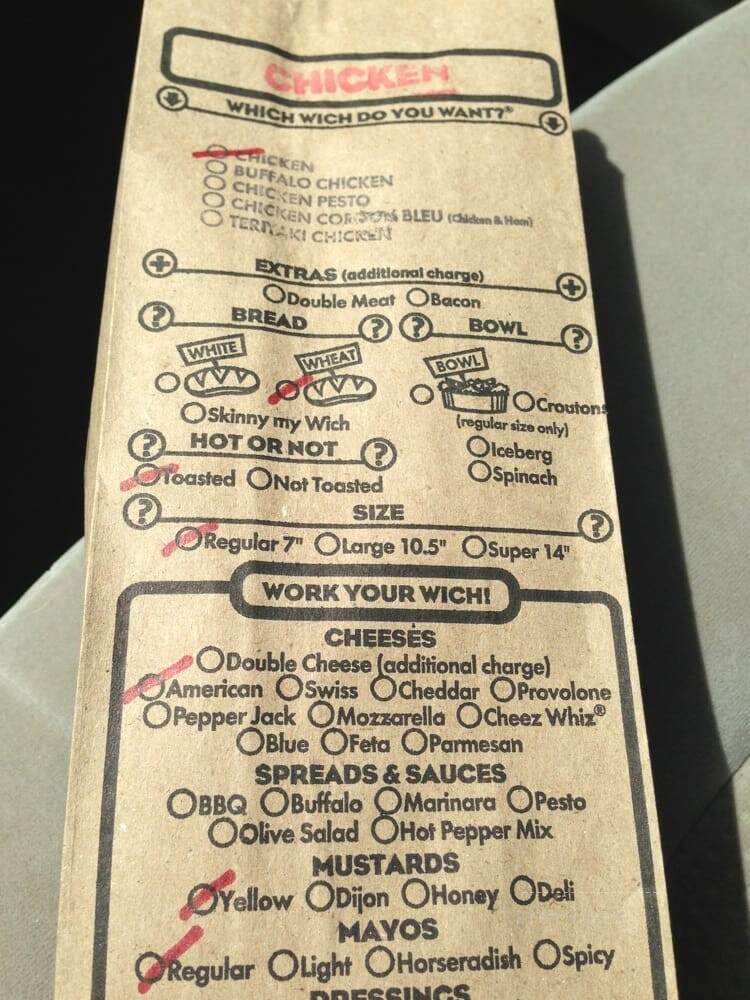 CHICKEN
WHICH WICH DO YOU WANT?®
CHICKEN
BUFFALO CHICKEN
CHICKEN PESTO
CHICKEN CORDON BLEU (Chicken & Ham)
TERIYAKI CHICKEN
EXTRAS (additional charge)
Double Meat Bacon
BREAD
BOWL
WHITE WHEAT
BOWL
Croutons
Skinny my Wich
(regular size only)
HOT OR NOT
Iceberg
Toasted Not Toasted
Spinach
SIZE
Regular 7" Large 10.5" Super 14"
WORK YOUR WICH!
CHEESES
Double Cheese (additional charge)
American Swiss Cheddar Provolone
Pepper Jack Mozzarella Cheez Whiz®
Blue Feta Parmesan
SPREADS & SAUCES
BBQ Buffalo Marinara Pesto
Olive Salad Hot Pepper Mix
MUSTARDS
Yellow Dijon Honey Deli
MAYOS
Regular Light Horseradish Spicy
DRESSINGS